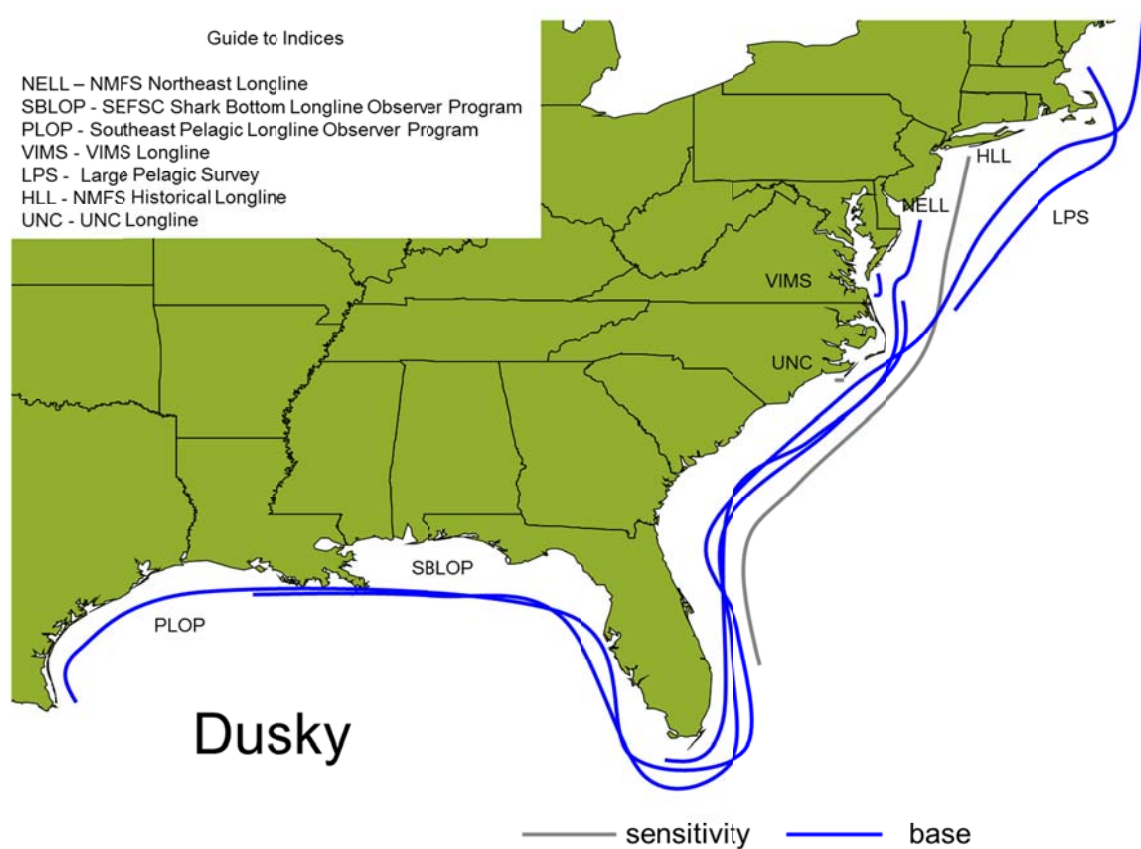 Guide to Indices
NELL – NMFS Northeast Longline
SBLOP - SEFSC Shark Bottom Longline Observer Program
PLOP - Southeast Pelagic Longline Observer Program
VIMS - VIMS Longline
LPS - Large Pelagic Survey
HLL - NMFS Historical Longline
UNC - UNC Longline
HLL
NELL
LPS
VIMS
UNC
SBLOP
PLOP
Dusky
sensitivity
base